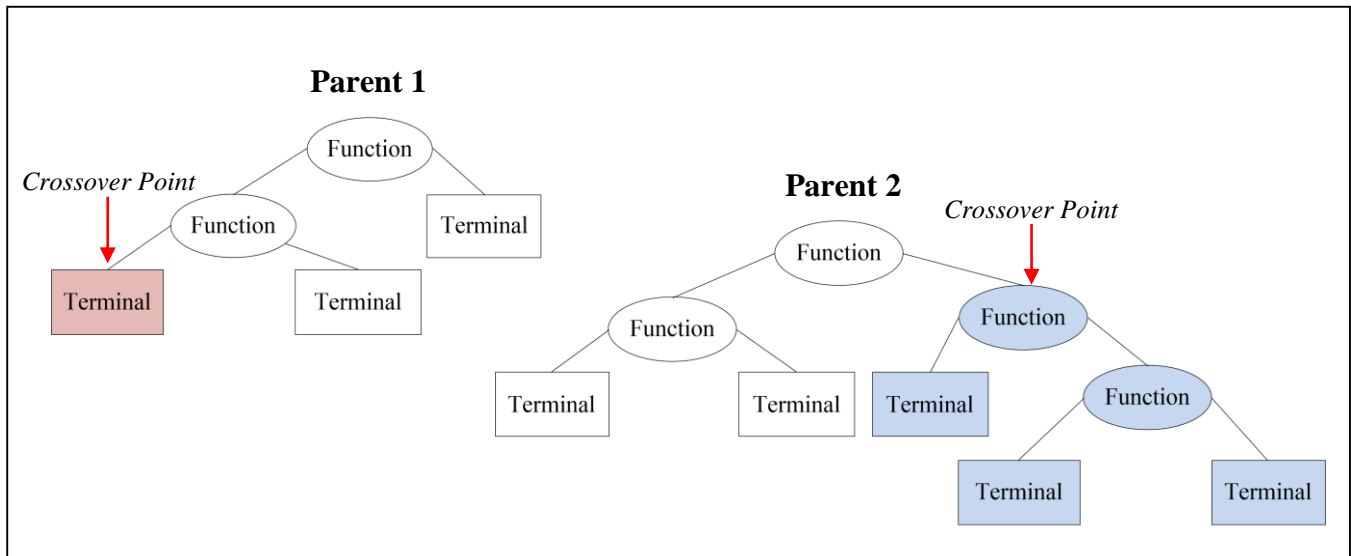 Parent 1
Function
Crossover Point
Function
Terminal
Terminal
Terminal
Parent 2
Crossover Point
Function
Function
Function
Terminal
Terminal
Terminal
Function
Terminal
Terminal